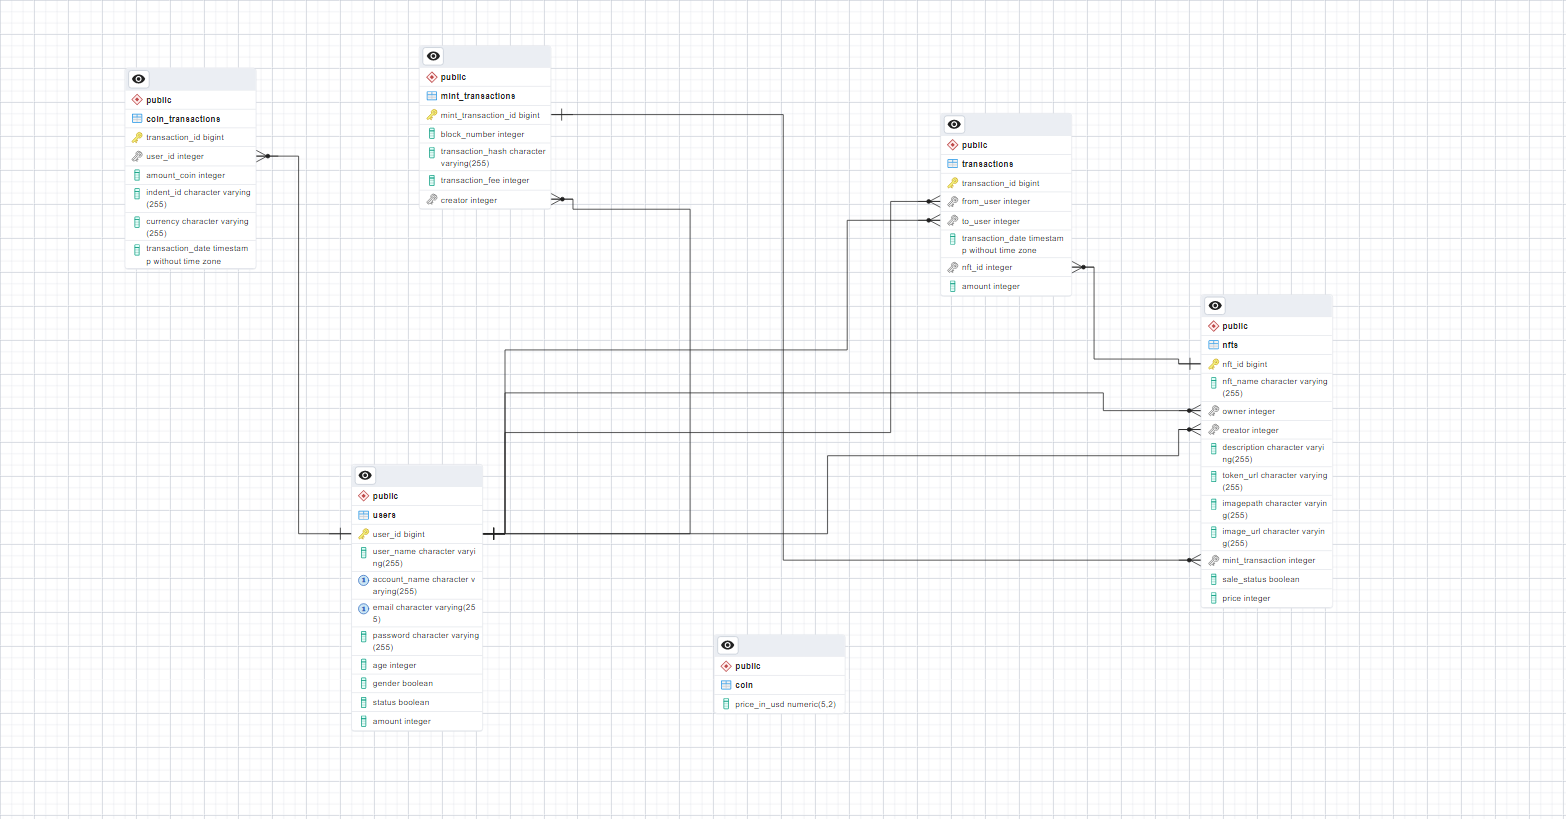 public
coin_transactions
transaction_id bigint
user_id integer
amount_coin integer
indent_id character varying
(255)
currency character varying
(255)
transaction_date timestam
p without time zone
public
mint_transactions
mint_transaction_id bigint
block_number integer
transaction_hash character
varying(255)
transaction_fee integer
creator integer
public
transactions
transaction_id bigint
from_user integer
to_user integer
transaction_date timestam
p without time zone
nft_id integer
amount integer
public
nfts
nft_id bigint
nft_name character varying
(255)
owner integer
creator integer
description character varyi
ng(255)
token_url character varying
(255)
imagepath character varyin
g(255)
image_url character varyin
g(255)
mint_transaction integer
sale_status boolean
price integer
public
users
user_id bigint
user_name character varyi
ng(255)
1 account_name character v
arying(255)
1 email character varying(25
5)
password character varying
(255)
age integer
gender boolean
status boolean
amount integer
public
coin
price_in_usd numeric(5,2)